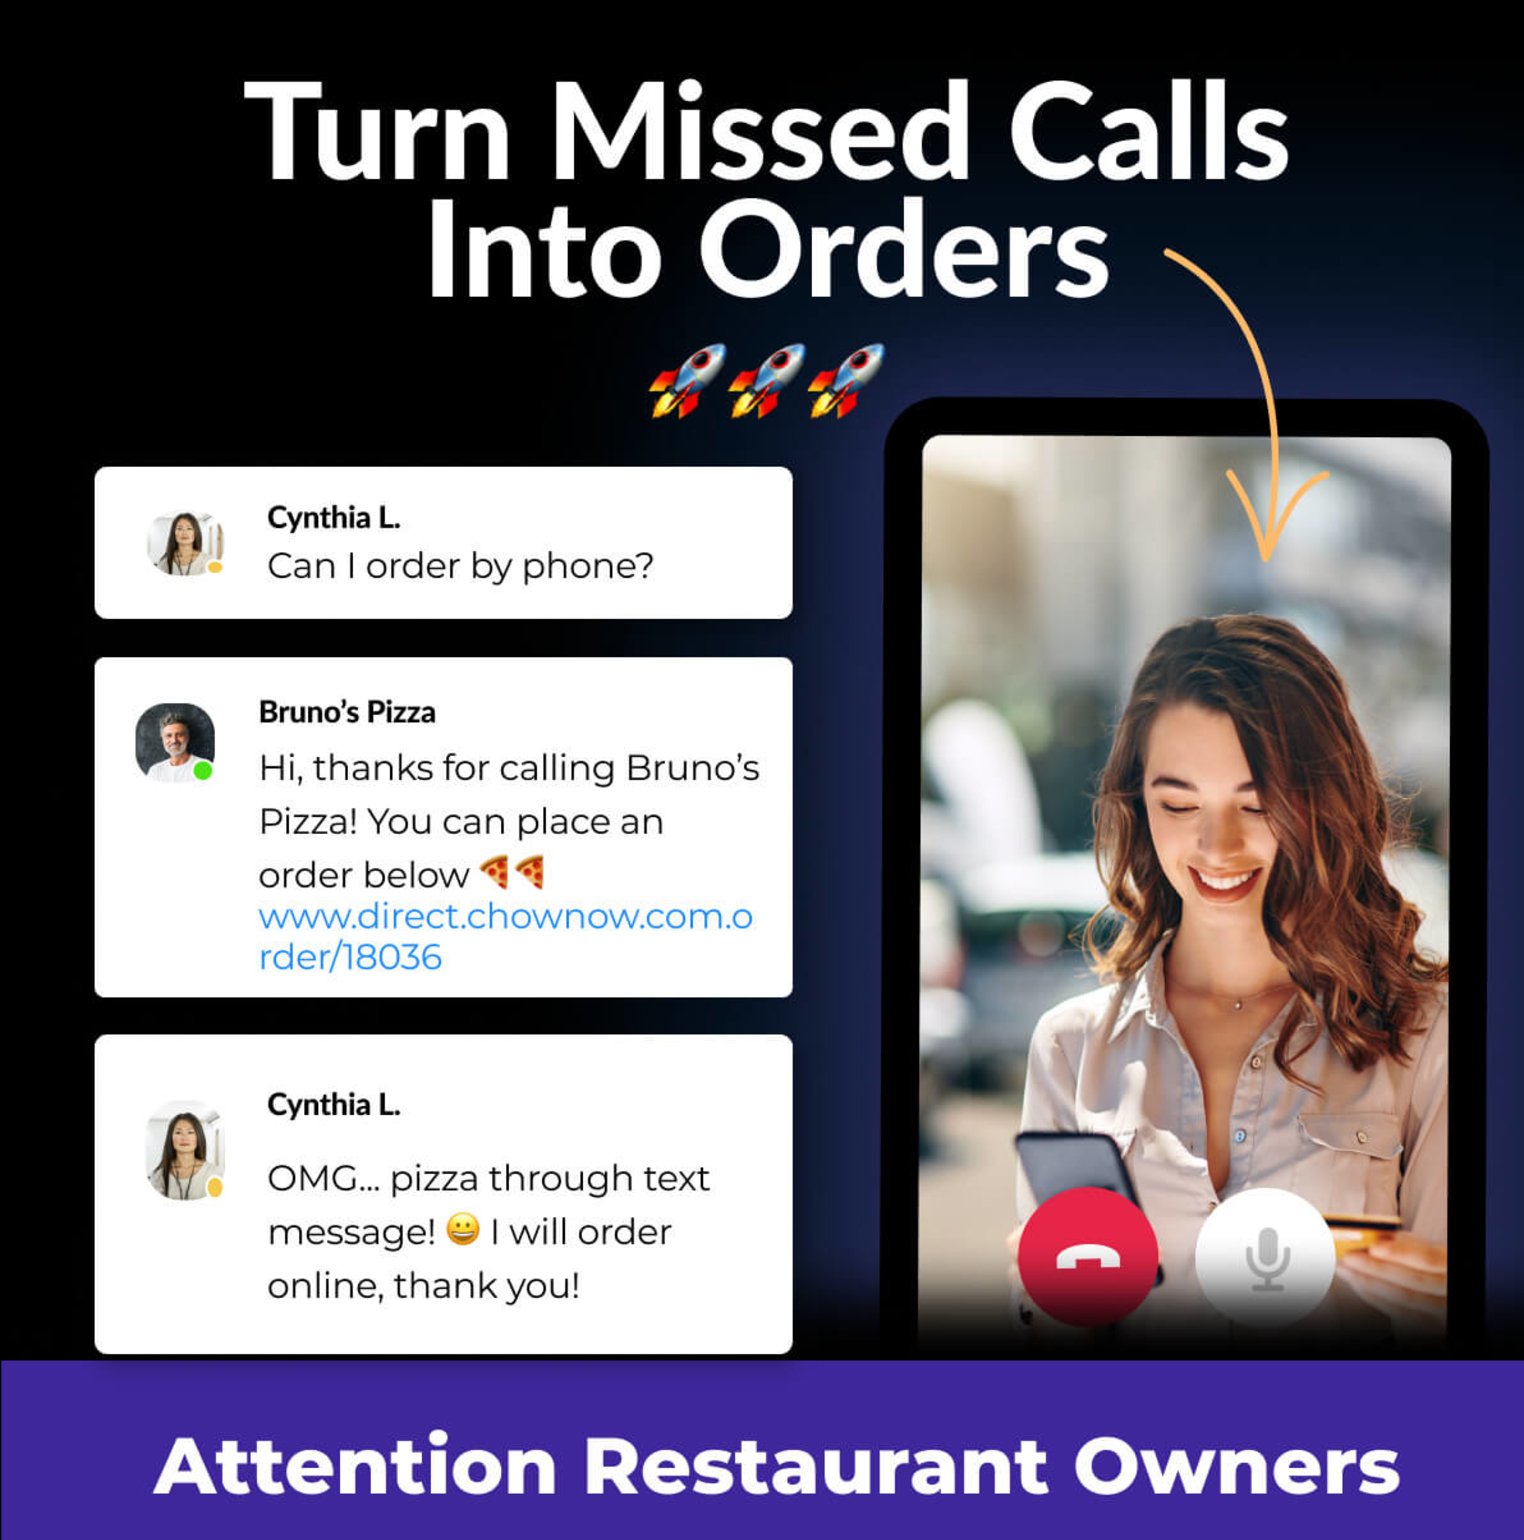 Turn Missed Calls
Into Orders
🚀🚀🚀
Cynthia L.
Can I order by phone?
Bruno’s Pizza
Hi, thanks for calling Bruno’s
Pizza! You can place an
order below 🍕🍕
www.direct.chownow.com.o
rder/18036
Cynthia L.
OMG... pizza through text
message! 😀 I will order
online, thank you!
Attention Restaurant Owners